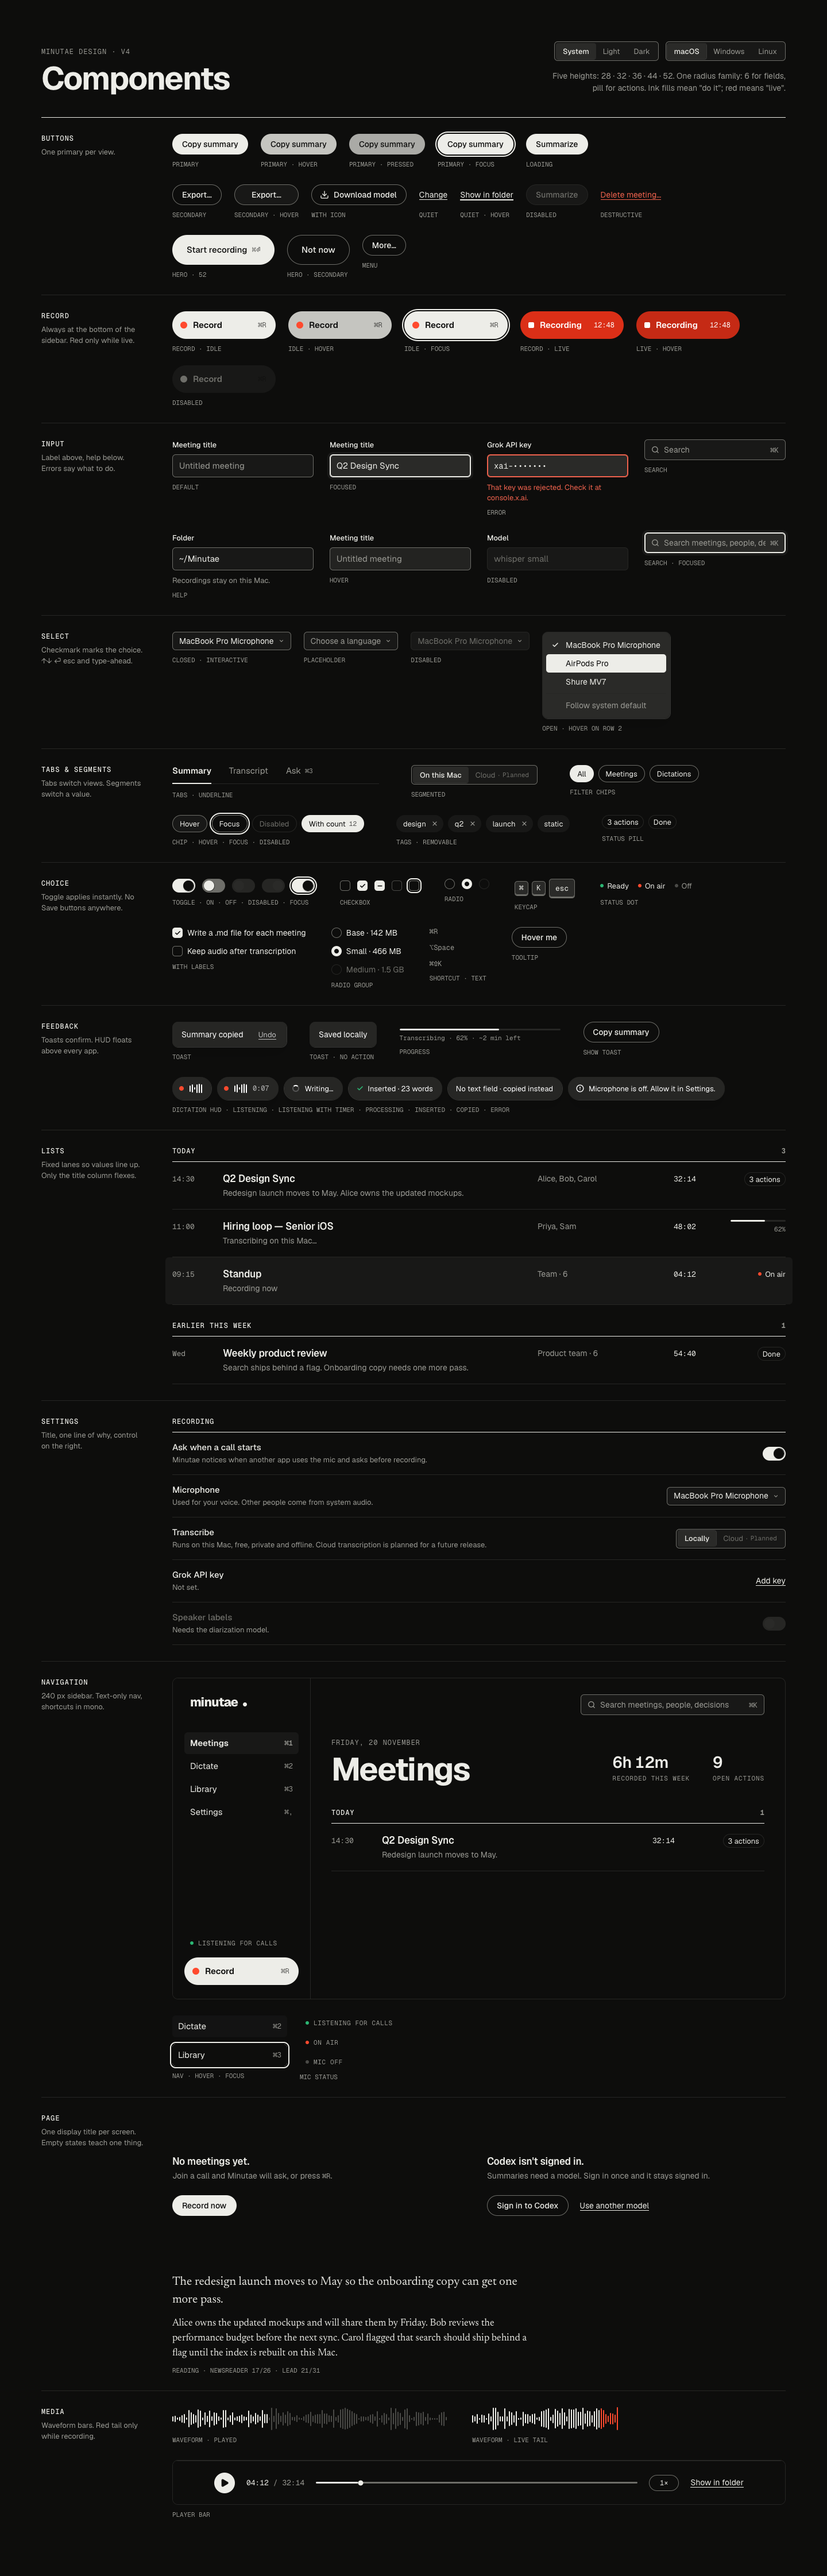 MINUTAE DESIGN · V4
Components
System Light Dark
macOS Windows Linux
Five heights: 28 · 32 · 36 · 44 · 52. One radius family: 6 for fields,
pill for actions. Ink fills mean "do it"; red means "live".
BUTTONS
One primary per view.
Copy summary Copy summary Copy summary Copy summary Summarize
PRIMARY PRIMARY · HOVER PRIMARY · PRESSED PRIMARY · FOCUS LOADING
Export… Export… Download model Change Show in folder Summarize Delete meeting…
SECONDARY SECONDARY · HOVER WITH ICON QUIET QUIET · HOVER DISABLED DESTRUCTIVE
Start recording ⌘⏎ Not now More…
HERO · 52 HERO · SECONDARY MENU
RECORD
Always at the bottom of the
sidebar. Red only while live.
Record ⌘R Record ⌘R Record ⌘R Recording 12:48 Recording 12:48
RECORD · IDLE IDLE · HOVER IDLE · FOCUS RECORD · LIVE LIVE · HOVER
Record
DISABLED
INPUT
Label above, help below.
Errors say what to do.
Meeting title Meeting title Grok API key
Untitled meeting Q2 Design Sync xai-••••••• Search ⌘K
DEFAULT FOCUSED
That key was rejected. Check it at
console.x.ai.
ERROR
SEARCH
Folder Meeting title Model
~/Minutae Untitled meeting whisper small Search meetings, people, de ⌘K
Recordings stay on this Mac.
HELP
HOVER DISABLED SEARCH · FOCUSED
SELECT
Checkmark marks the choice.
↑↓ ⏎ esc and type-ahead.
MacBook Pro Microphone Choose a language MacBook Pro Microphone
CLOSED · INTERACTIVE PLACEHOLDER DISABLED
MacBook Pro Microphone
AirPods Pro
Shure MV7
Follow system default
OPEN · HOVER ON ROW 2
TABS & SEGMENTS
Tabs switch views. Segments
switch a value.
Summary Transcript Ask ⌘3
TABS · UNDERLINE
On this Mac Cloud · Planned
SEGMENTED
All Meetings Dictations
FILTER CHIPS
Hover Focus Disabled With count 12
CHIP · HOVER · FOCUS · DISABLED
design × q2 × launch × static
TAGS · REMOVABLE
3 actions Done
STATUS PILL
CHOICE
Toggle applies instantly. No
Save buttons anywhere.
TOGGLE · ON · OFF · DISABLED · FOCUS
CHECKBOX
RADIO
⌘ K esc
KEYCAP
Ready On air Off
STATUS DOT
Write a .md file for each meeting
Keep audio after transcription
WITH LABELS
Base · 142 MB
Small · 466 MB
Medium · 1.5 GB
RADIO GROUP
⌘R
⌥Space
⌘⇧K
SHORTCUT · TEXT
Hover me
TOOLTIP
FEEDBACK
Toasts confirm. HUD floats
above every app.
Summary copied Undo
TOAST
Saved locally
TOAST · NO ACTION
Transcribing · 62% · ~2 min left
PROGRESS
Copy summary
SHOW TOAST
0:07 Writing… Inserted · 23 words No text field · copied instead Microphone is off. Allow it in Settings.
DICTATION HUD · LISTENING · LISTENING WITH TIMER · PROCESSING · INSERTED · COPIED · ERROR
LISTS
Fixed lanes so values line up.
Only the title column flexes.
TODAY 3
14:30 Q2 Design Sync Alice, Bob, Carol 32:14 3 actions
Redesign launch moves to May. Alice owns the updated mockups.
11:00 Hiring loop — Senior iOS Priya, Sam 48:02
Transcribing on this Mac… 62%
09:15 Standup Team · 6 04:12 On air
Recording now
EARLIER THIS WEEK 1
Wed Weekly product review Product team · 6 54:40 Done
Search ships behind a flag. Onboarding copy needs one more pass.
SETTINGS
Title, one line of why, control
on the right.
RECORDING
Ask when a call starts
Minutae notices when another app uses the mic and asks before recording.
Microphone
Used for your voice. Other people come from system audio.
MacBook Pro Microphone
Transcribe
Runs on this Mac, free, private and offline. Cloud transcription is planned for a future release.
Locally Cloud · Planned
Grok API key
Not set.
Add key
Speaker labels
Needs the diarization model.
NAVIGATION
240 px sidebar. Text-only nav,
shortcuts in mono.
minutae
Meetings ⌘1
Dictate ⌘2
Library ⌘3
Settings ⌘,
LISTENING FOR CALLS
Record ⌘R
Search meetings, people, decisions ⌘K
FRIDAY, 20 NOVEMBER
Meetings
6h 12m 9
RECORDED THIS WEEK OPEN ACTIONS
TODAY 1
14:30 Q2 Design Sync 32:14 3 actions
Redesign launch moves to May.
Dictate ⌘2
Library ⌘3
NAV · HOVER · FOCUS
LISTENING FOR CALLS
ON AIR
MIC OFF
MIC STATUS
PAGE
One display title per screen.
Empty states teach one thing.
No meetings yet.
Join a call and Minutae will ask, or press ⌘R.
Record now
Codex isn't signed in.
Summaries need a model. Sign in once and it stays signed in.
Sign in to Codex Use another model
The redesign launch moves to May so the onboarding copy can get one
more pass.
Alice owns the updated mockups and will share them by Friday. Bob reviews the
performance budget before the next sync. Carol flagged that search should ship behind a
flag until the index is rebuilt on this Mac.
READING · NEWSREADER 17/26 · LEAD 21/31
MEDIA
Waveform bars. Red tail only
while recording.
WAVEFORM · PLAYED WAVEFORM · LIVE TAIL
04:12 / 32:14 1× Show in folder
PLAYER BAR